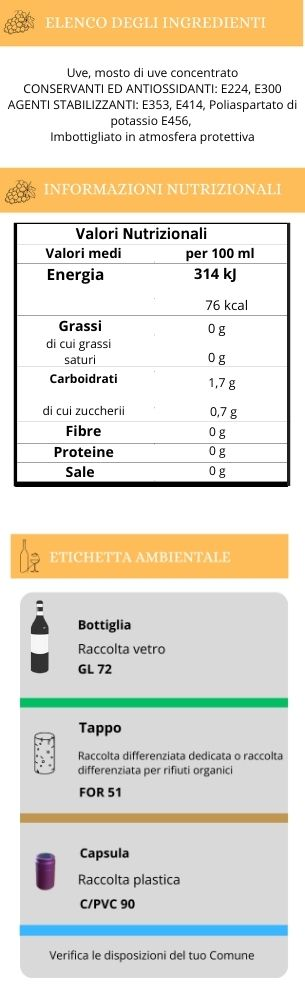 ELENCO DEGLI INGREDIENTI
Uve, mosto di uve concentrato
CONSERVANTI ED ANTIOSSIDANTI: E224, E300
AGENTI STABILIZZANTI: E353, E414, Poliaspartato di
potassio E456,
Imbottigliato in atmosfera protettiva
INFORMAZIONI NUTRIZIONALI
Valori Nutrizionali
Valori medi per 100 ml
Energia 314 kJ
76 kcal
Grassi 0 g
di cui grassi
saturi 0 g
Carboidrati 1,7 g
di cui zuccherii 0,7 g
Fibre 0 g
Proteine 0 g
Sale 0 g
ETICHETTA AMBIENTALE
Bottiglia
Raccolta vetro
GL 72
Tappo
Raccolta differenziata dedicata o raccolta
differenziata per rifiuti organici
FOR 51
Capsula
Raccolta plastica
C/PVC 90
Verifica le disposizioni del tuo Comune